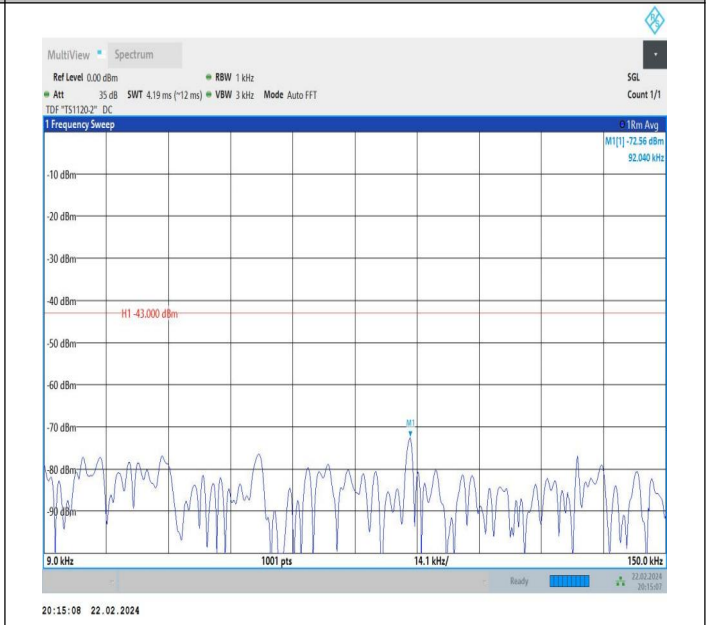 R S
MultiView Spectrum
Ref Level 0.00 dBm RBW 1 kHz SGL
Att 35 dB SWT 4.19 ms (~12 ms) VBW 3 kHz Mode Auto FFT Count 1/1
TDF "TS1120-2" DC
1 Frequency Sweep 1Rm Avg
M1[1] -72.56 dBm
92.040 kHz
-10 dBm
-20 dBm
-30 dBm
-40 dBm
H1 -43.000 dBm
-50 dBm
-60 dBm
-70 dBm
M1
-80 dBm
-90 dBm
9.0 kHz 1001 pts 14.1 kHz/ 150.0 kHz
Ready 22.02.2024
20:15:07
20:15:08 22.02.2024